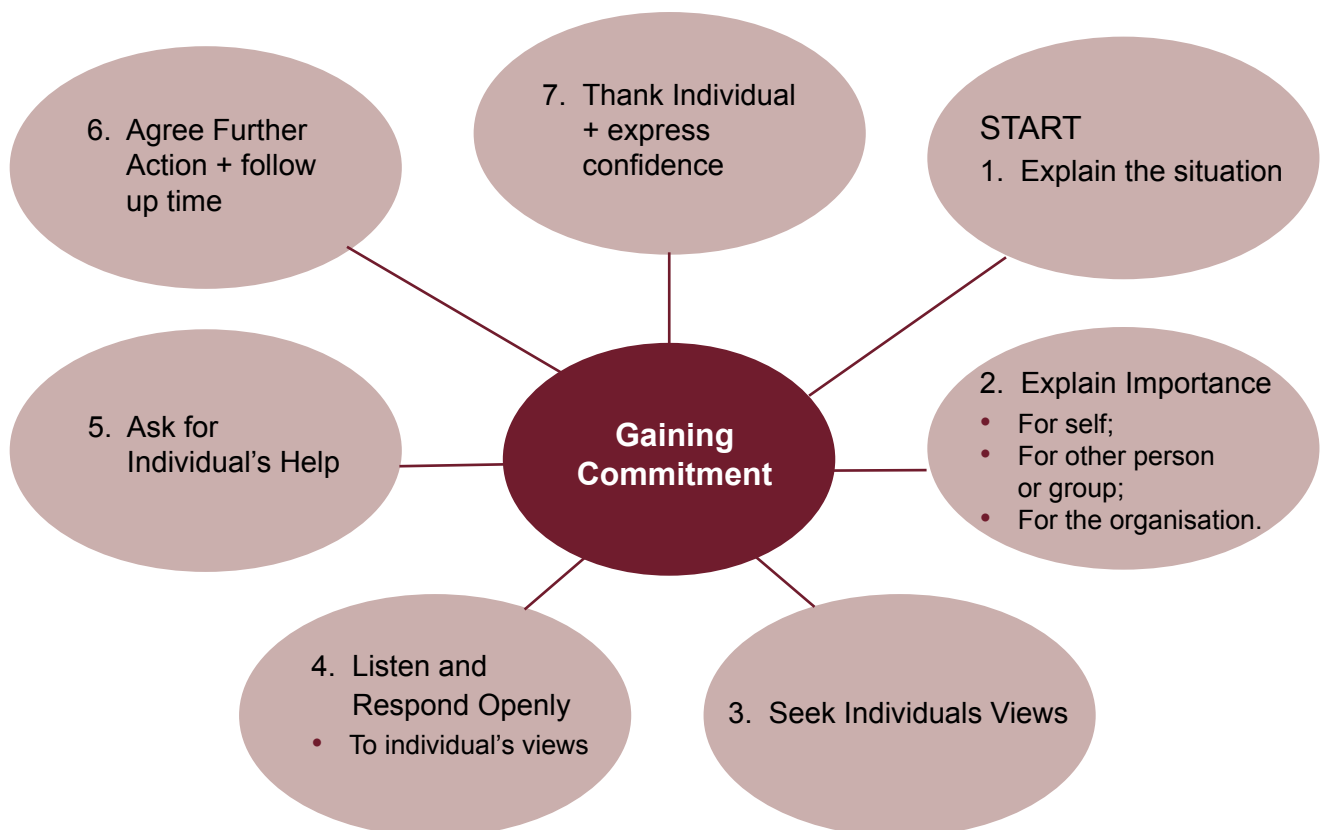 START
1. Explain the situation
2. Explain Importance
• For self;
• For other person
or group;
• For the organisation.
3. Seek Individuals Views
4. Listen and
Respond Openly
• To individual’s views
5. Ask for
Individual’s Help
6. Agree Further
Action + follow
up time
7. Thank Individual
+ express
confidence
Gaining
Commitment